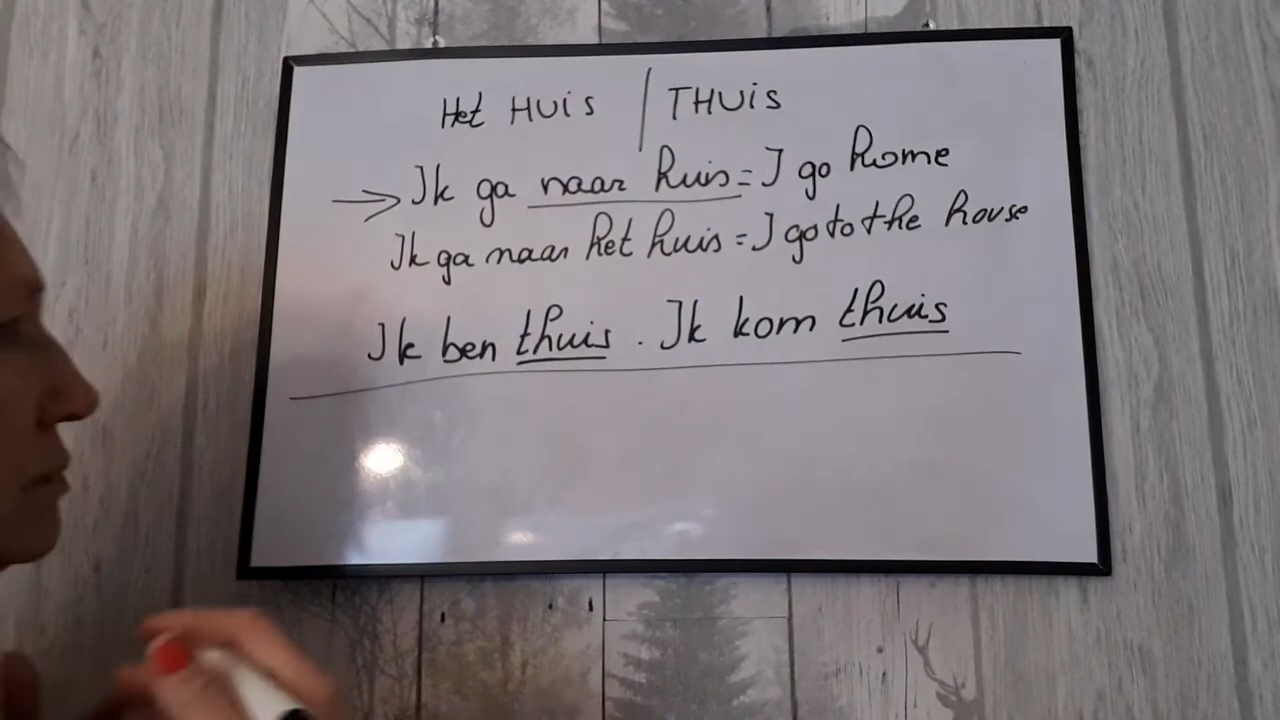 Het HUiS / THUiS
→ Ik ga naar huis = I go home
Ik ga naar het huis = I go to the house
Ik ben thuis . Ik kom thuis